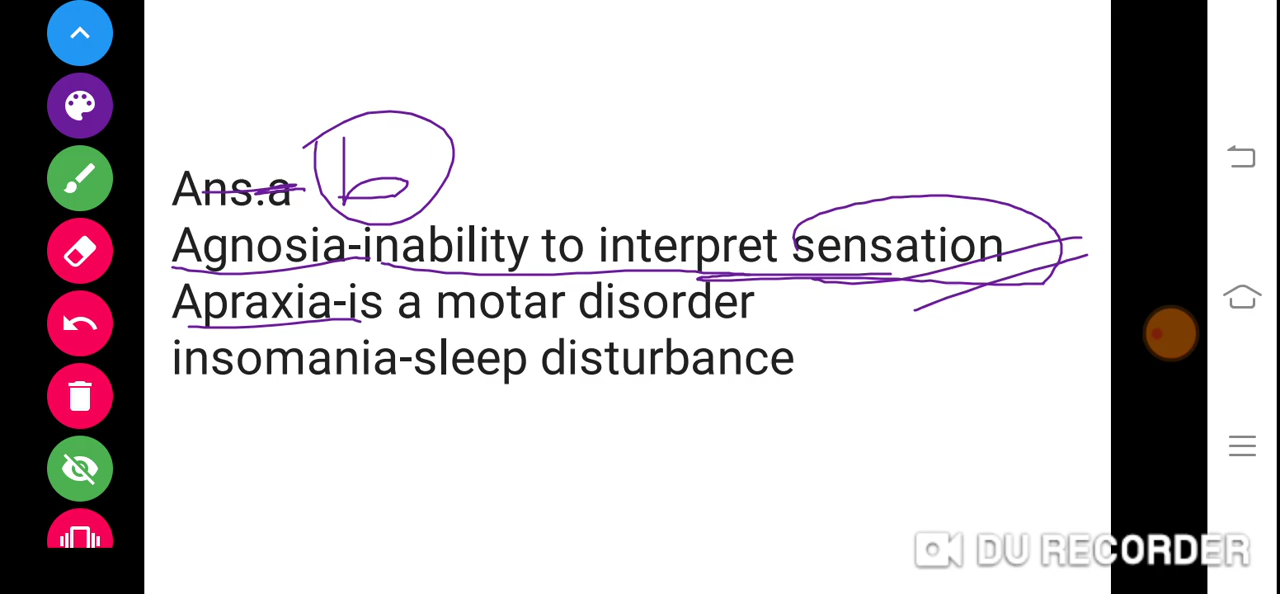 Ans.a b
Agnosia-inability to interpret sensation
Apraxia-is a motar disorder
insomania-sleep disturbance
DU RECORDER